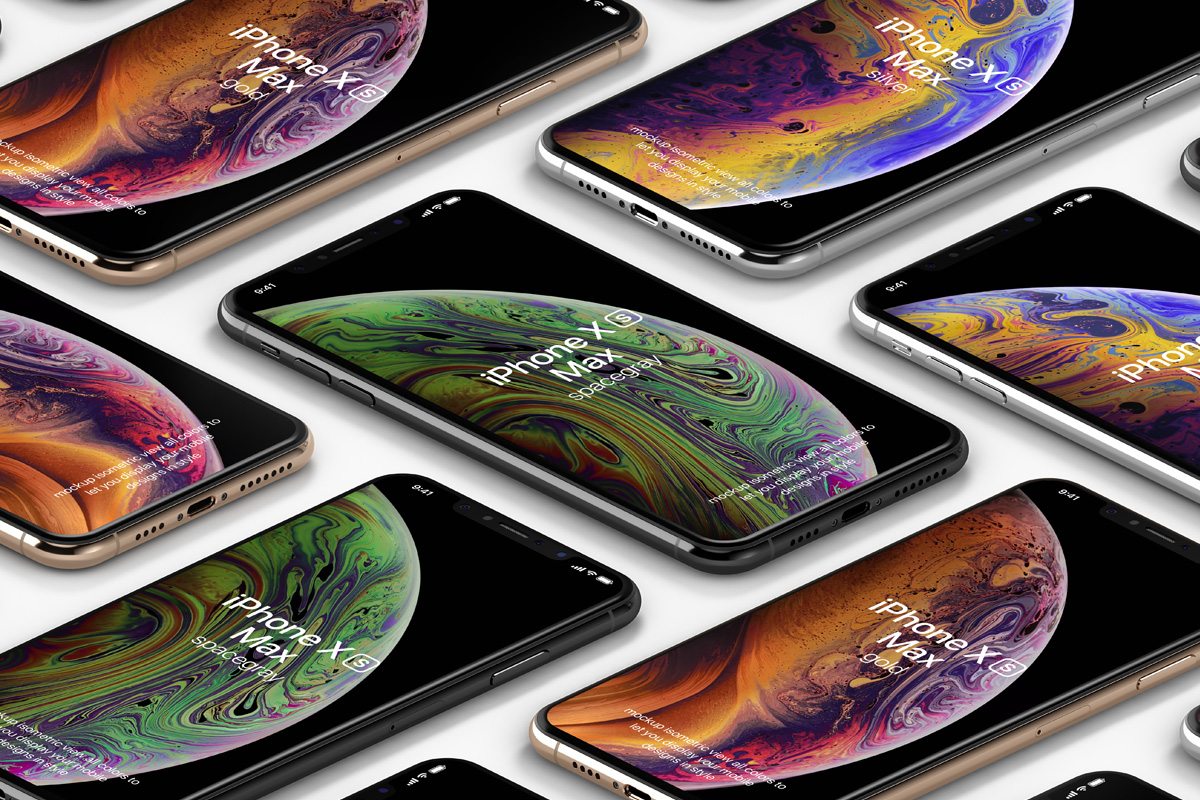 iPhone X S
Max
gold
mockup isometric view all colors to
let you display your mobile
designs in style
iPhone X S
Max
silver
mockup isometric view all colors to
let you display your mobile
designs in style
9:41
iPhone X S
Max
spacegray
mockup isometric view all colors to
let you display your mobile
designs in style
9:41
iPhone
mockup isometric view all colors to
let you display your mobile
designs in style
9:41
iPhone X S
Max
spacegray
mockup isometric view all colors to
you display your mobile
designs in style
9:41
iPhone X S
Max
gold
mockup isometric view all colors to
let you display your mobile
designs in style